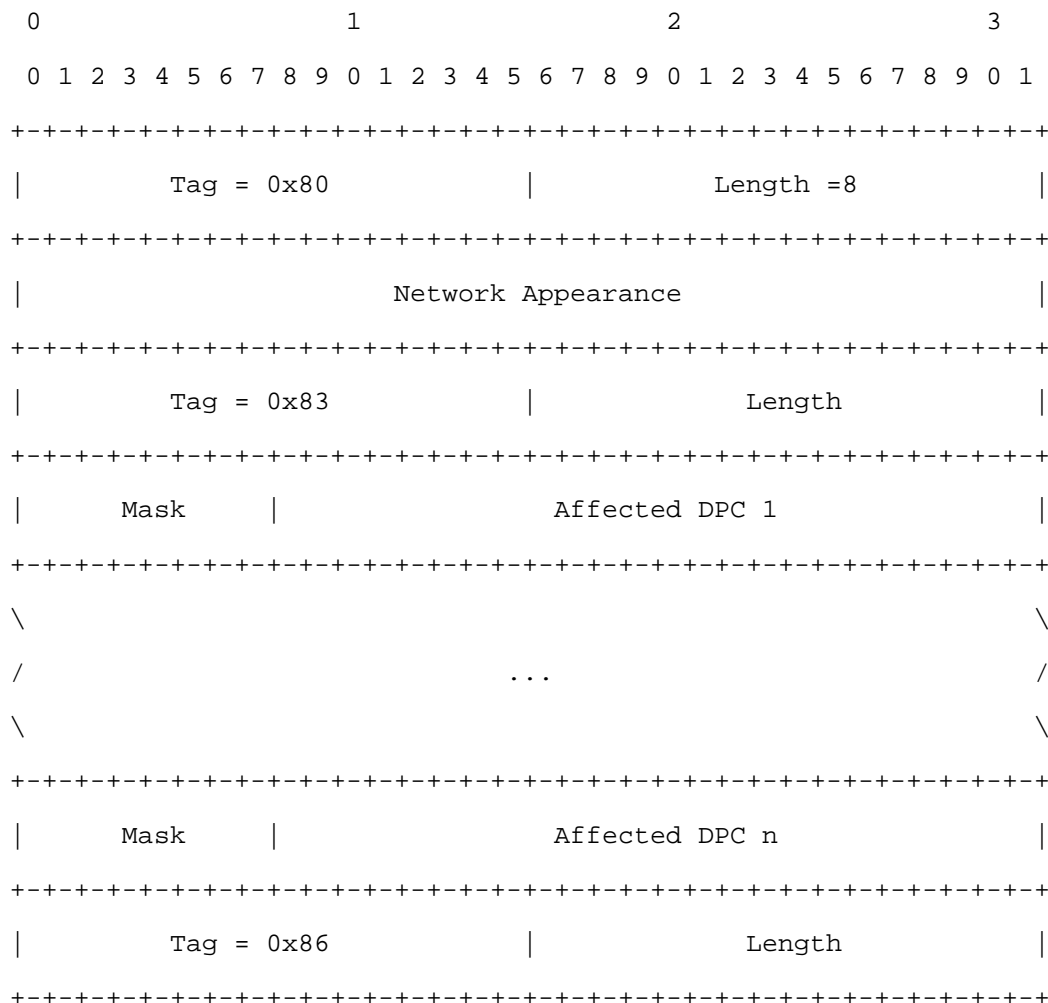 0                   1                   2                   3
 0 1 2 3 4 5 6 7 8 9 0 1 2 3 4 5 6 7 8 9 0 1 2 3 4 5 6 7 8 9 0 1
+-+-+-+-+-+-+-+-+-+-+-+-+-+-+-+-+-+-+-+-+-+-+-+-+-+-+-+-+-+-+-+-+
|         Tag = 0x80            |           Length =8           |
+-+-+-+-+-+-+-+-+-+-+-+-+-+-+-+-+-+-+-+-+-+-+-+-+-+-+-+-+-+-+-+-+
|                       Network Appearance                      |
+-+-+-+-+-+-+-+-+-+-+-+-+-+-+-+-+-+-+-+-+-+-+-+-+-+-+-+-+-+-+-+-+
|         Tag = 0x83            |             Length            |
+-+-+-+-+-+-+-+-+-+-+-+-+-+-+-+-+-+-+-+-+-+-+-+-+-+-+-+-+-+-+-+-+
|      Mask     |                 Affected DPC 1                |
+-+-+-+-+-+-+-+-+-+-+-+-+-+-+-+-+-+-+-+-+-+-+-+-+-+-+-+-+-+-+-+-+
\                                                               \
/                              ...                              /
\                                                               \
+-+-+-+-+-+-+-+-+-+-+-+-+-+-+-+-+-+-+-+-+-+-+-+-+-+-+-+-+-+-+-+-+
|      Mask     |                 Affected DPC n                |
+-+-+-+-+-+-+-+-+-+-+-+-+-+-+-+-+-+-+-+-+-+-+-+-+-+-+-+-+-+-+-+-+
|         Tag = 0x86            |             Length            |
+-+-+-+-+-+-+-+-+-+-+-+-+-+-+-+-+-+-+-+-+-+-+-+-+-+-+-+-+-+-+-+-+